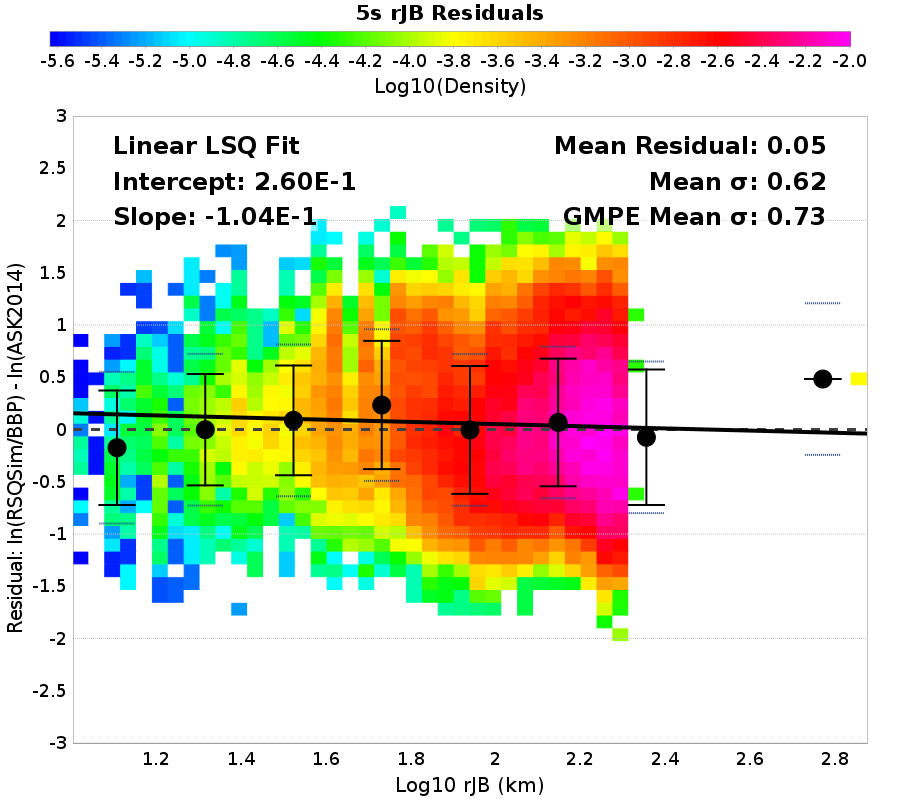 5s rJB Residuals
-5.6 -5.4 -5.2 -5.0 -4.8 -4.6 -4.4 -4.2 -4.0 -3.8 -3.6 -3.4 -3.2 -3.0 -2.8 -2.6 -2.4 -2.2 -2.0
Log10(Density)
Linear LSQ Fit
Intercept: 2.60E-1
Slope: -1.04E-1
Mean Residual: 0.05
Mean σ: 0.62
GMPE Mean σ: 0.73
Residual: ln(RSQSim/BBP) - ln(ASK2014)
3
2.5
2
1.5
1
0.5
0
-0.5
-1
-1.5
-2
-2.5
-3
1.2 1.4 1.6 1.8 2 2.2 2.4 2.6 2.8
Log10 rJB (km)